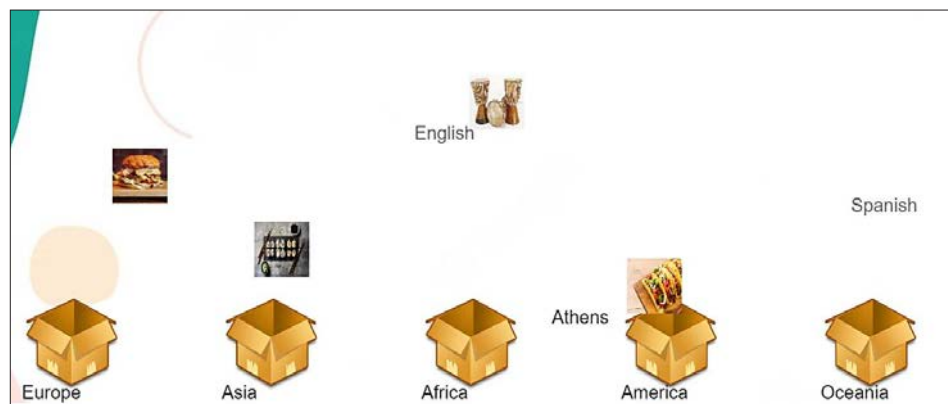 English
Spanish
Athens
Europe
Asia
Africa
America
Oceania